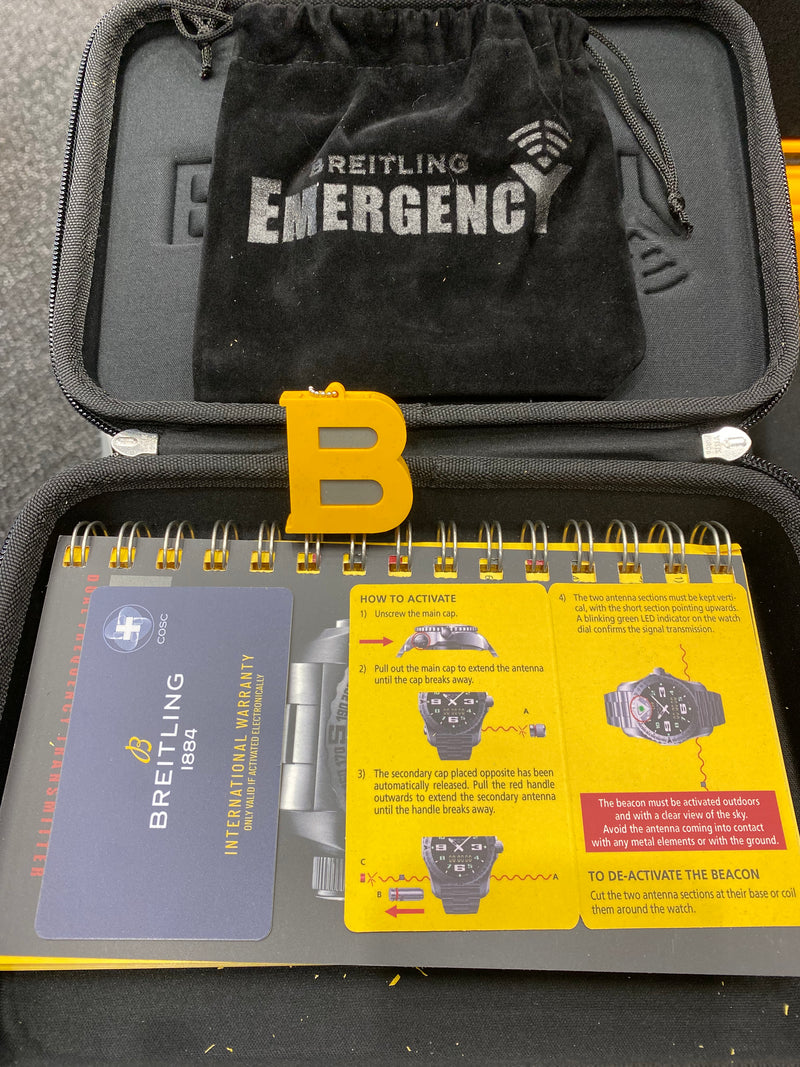 BREITLING
EMERGENCY
B
DUAL FREQUENCY TRANSMITTER
COSC
BREITLING
1884
INTERNATIONAL WARRANTY
ONLY VALID IF ACTIVATED ELECTRONICALLY
HOW TO ACTIVATE
1) Unscrew the main cap.
2) Pull out the main cap to extend the antenna
until the cap breaks away.
A
3) The secondary cap placed opposite has been
automatically released. Pull the red handle
outwards to extend the secondary antenna
until the handle breaks away.
C
A
B
4) The two antenna sections must be kept verti-
cal, with the short section pointing upwards.
A blinking green LED indicator on the watch
dial confirms the signal transmission.
The beacon must be activated outdoors
and with a clear view of the sky.
Avoid the antenna coming into contact
with any metal elements or with the ground.
TO DE-ACTIVATE THE BEACON
Cut the two antenna sections at their base or coil
them around the watch.